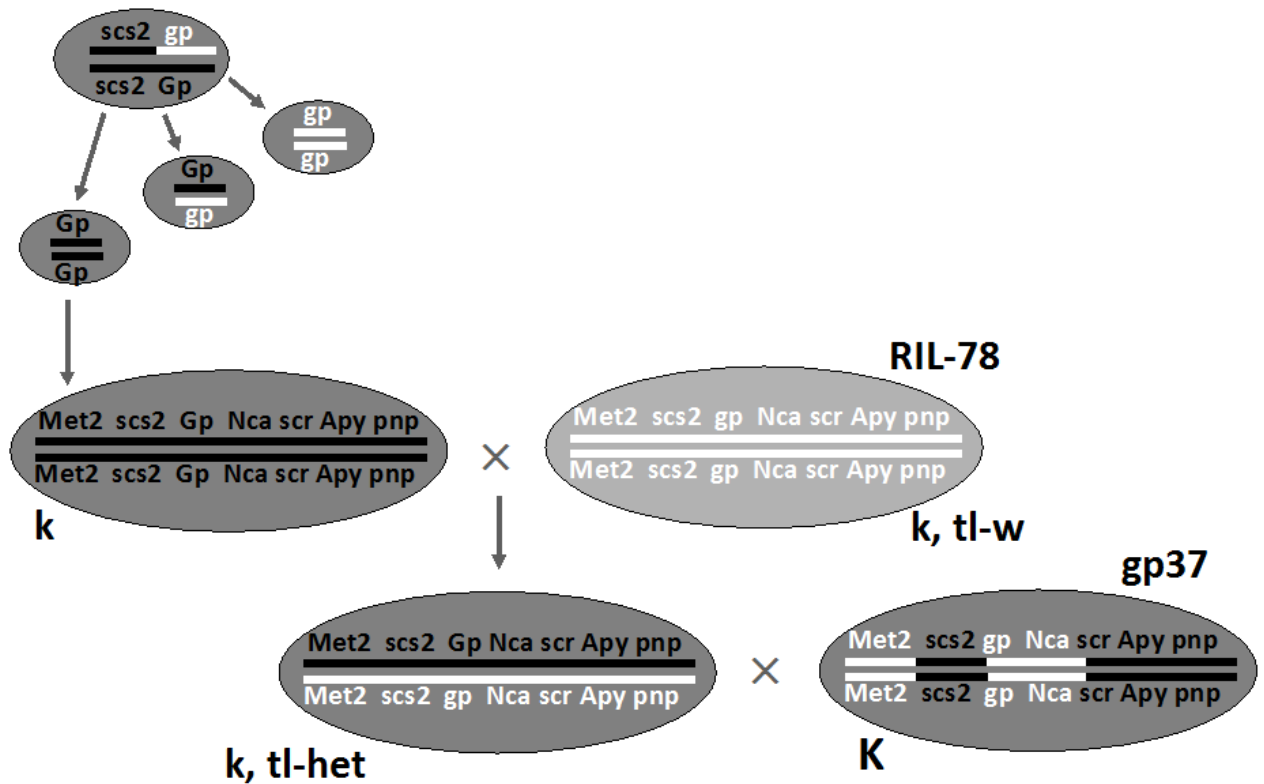 scs2 gp
scs2 Gp
gp
gp
Gp
gp
Gp
Gp
RIL-78
Met2 scs2 Gp Nca scr Apy pnp
Met2 scs2 Gp Nca scr Apy pnp
k
×
Met2 scs2 gp Nca scr Apy pnp
Met2 scs2 gp Nca scr Apy pnp
k, tl-w
gp37
Met2 scs2 Gp Nca scr Apy pnp
Met2 scs2 gp Nca scr Apy pnp
k, tl-het
×
Met2 scs2 gp Nca scr Apy pnp
Met2 scs2 gp Nca scr Apy pnp
K